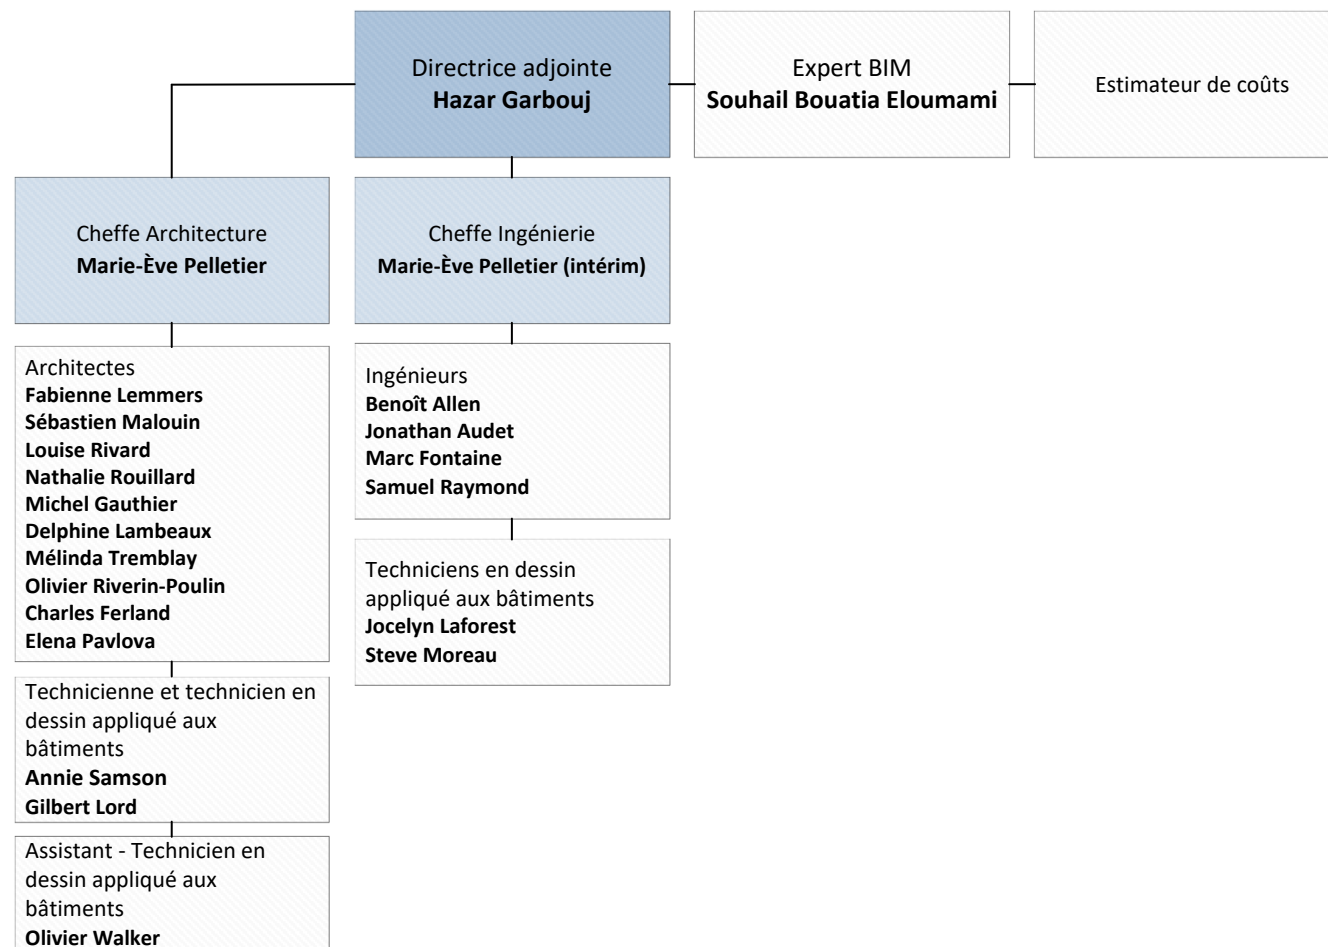 Directrice adjointe
Hazar Garbouj
Expert BIM
Souhail Bouatia Eloumami
Estimateur de coûts
Cheffe Architecture
Marie-Ève Pelletier
Cheffe Ingénierie
Marie-Ève Pelletier (intérim)
Architectes
Fabienne Lemmers
Sébastien Malouin
Louise Rivard
Nathalie Rouillard
Michel Gauthier
Delphine Lambeaux
Mélinda Tremblay
Olivier Riverin-Poulin
Charles Ferland
Elena Pavlova
Technicienne et technicien en
dessin appliqué aux
bâtiments
Annie Samson
Gilbert Lord
Assistant - Technicien en
dessin appliqué aux
bâtiments
Olivier Walker
Ingénieurs
Benoît Allen
Jonathan Audet
Marc Fontaine
Samuel Raymond
Techniciens en dessin
appliqué aux bâtiments
Jocelyn Laforest
Steve Moreau